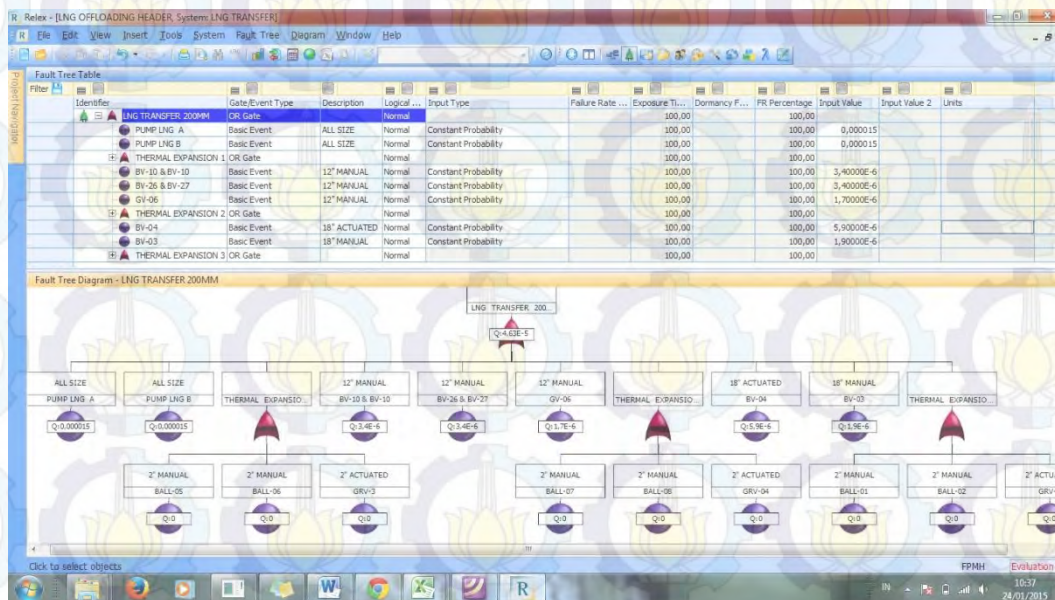 Relex - [LNG OFFLOADING HEADER, System: LNG TRANSFER]
File Edit View Insert Tools System Fault Tree Diagram Window Help
Project Navigator
Fault Tree Table
Filter
Identifier Gate/Event Type Description Logical ... Input Type Failure Rate ... Exposure Ti... Dormancy F... FR Percentage Input Value Input Value 2 Units
LNG TRANSFER 200MM OR Gate Normal 100,00 100,00
PUMP LNG A Basic Event ALL SIZE Normal Constant Probability 100,00 100,00 0,000015
PUMP LNG B Basic Event ALL SIZE Normal Constant Probability 100,00 100,00 0,000015
THERMAL EXPANSION 1 OR Gate Normal 100,00 100,00
BV-10 & BV-10 Basic Event 12" MANUAL Normal Constant Probability 100,00 100,00 3,40000E-6
BV-26 & BV-27 Basic Event 12" MANUAL Normal Constant Probability 100,00 100,00 3,40000E-6
GV-06 Basic Event 12" MANUAL Normal Constant Probability 100,00 100,00 1,70000E-6
THERMAL EXPANSION 2 OR Gate Normal 100,00 100,00
BV-04 Basic Event 18" ACTUATED Normal Constant Probability 100,00 100,00 5,90000E-6
BV-03 Basic Event 18" MANUAL Normal Constant Probability 100,00 100,00 1,90000E-6
THERMAL EXPANSION 3 OR Gate Normal 100,00 100,00
Fault Tree Diagram - LNG TRANSFER 200MM
LNG TRANSFER 200...
Q:4,63E-5
ALL SIZE ALL SIZE 12" MANUAL 12" MANUAL 12" MANUAL 18" ACTUATED 18" MANUAL
PUMP LNG A PUMP LNG B THERMAL EXPANSIO... BV-10 & BV-10 BV-26 & BV-27 GV-06 THERMAL EXPANSIO... BV-04 BV-03 THERMAL EXPANSIO...
Q:0,000015 Q:0,000015 Q:3,4E-6 Q:3,4E-6 Q:1,7E-6 Q:5,9E-6 Q:1,9E-6
2" MANUAL 2" MANUAL 2" ACTUATED 2" MANUAL 2" MANUAL 2" ACTUATED 2" MANUAL 2" MANUAL 2" ACTU
BALL-05 BALL-06 GRV-3 BALL-07 BALL-08 GRV-04 BALL-01 BALL-02 GRV-
Q:0 Q:0 Q:0 Q:0 Q:0 Q:0 Q:0 Q:0 Q:0
Click to select objects FPMH Evaluation
IN 10:37
24/01/2015